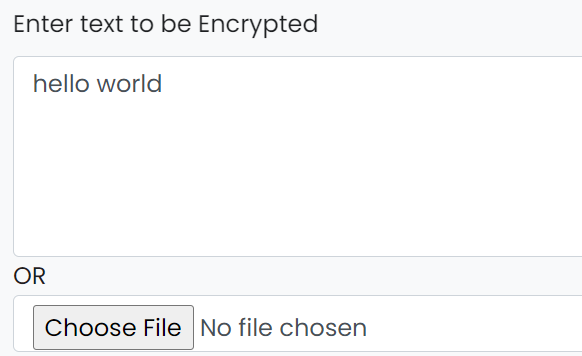 Enter text to be Encrypted
hello world
OR
Choose File No file chosen